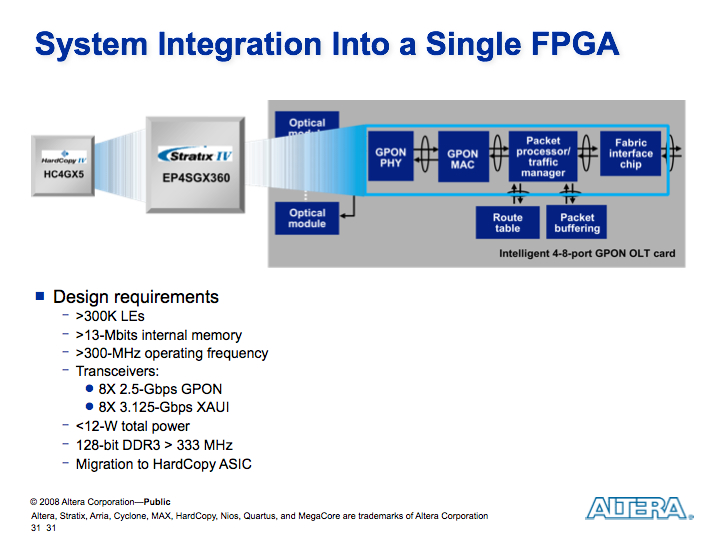 System Integration Into a Single FPGA
HardCopy IV
HC4GX5
Stratix IV
EP4SGX360
Optical
module
Optical
module
GPON
PHY
GPON
MAC
Packet
processor/
traffic
manager
Fabric
interface
chip
Route
table
Packet
buffering
Intelligent 4-8-port GPON OLT card
■ Design requirements
– >300K LEs
– >13-Mbits internal memory
– >300-MHz operating frequency
– Transceivers:
● 8X 2.5-Gbps GPON
● 8X 3.125-Gbps XAUI
– <12-W total power
– 128-bit DDR3 > 333 MHz
– Migration to HardCopy ASIC
© 2008 Altera Corporation—Public
Altera, Stratix, Arria, Cyclone, MAX, HardCopy, Nios, Quartus, and MegaCore are trademarks of Altera Corporation
31 31
ALTERA®